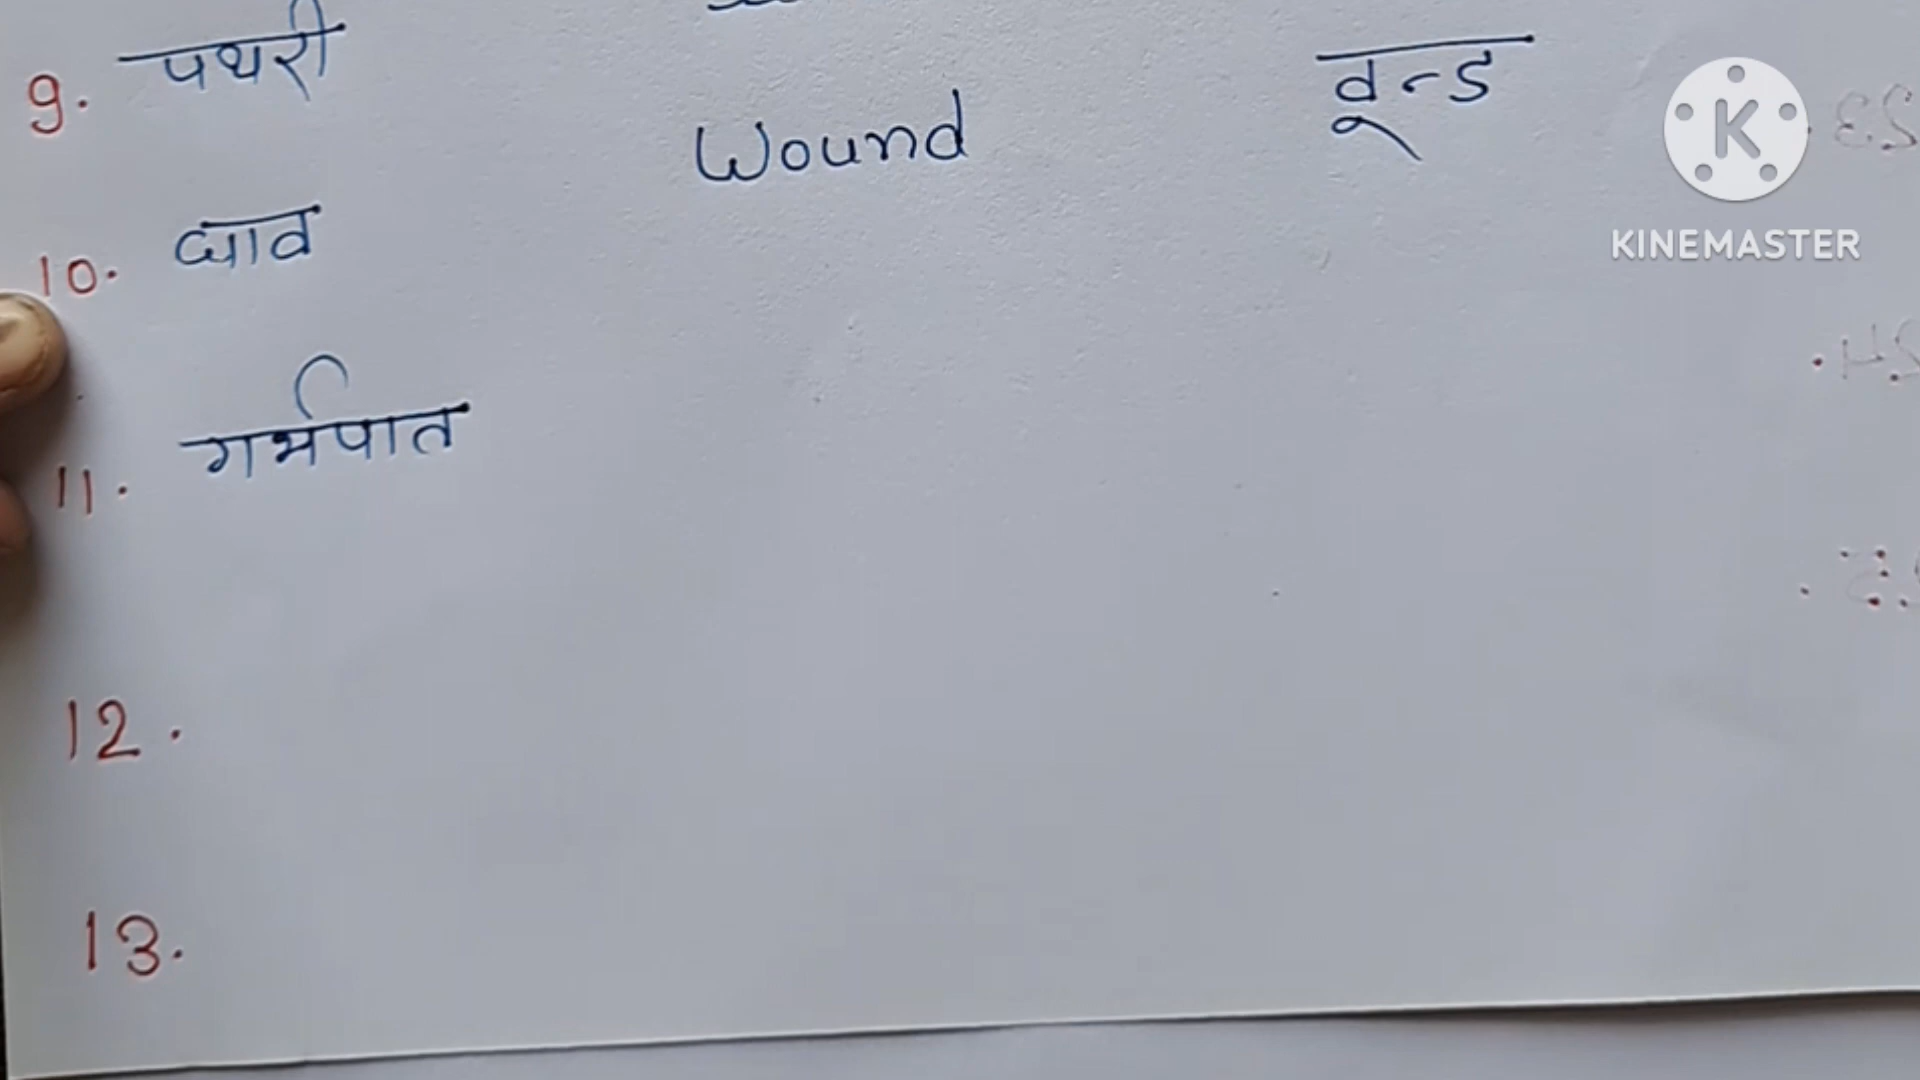 9. पथरी
Wound वून्ड
10. घाव
11. गर्भपात
12.
13.
KINEMASTER